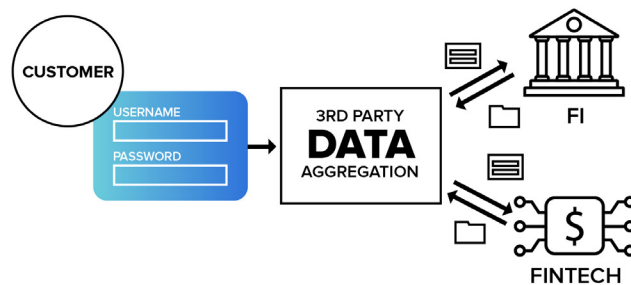 CUSTOMER
USERNAME
PASSWORD
3RD PARTY
DATA
AGGREGATION
FI
$
FINTECH